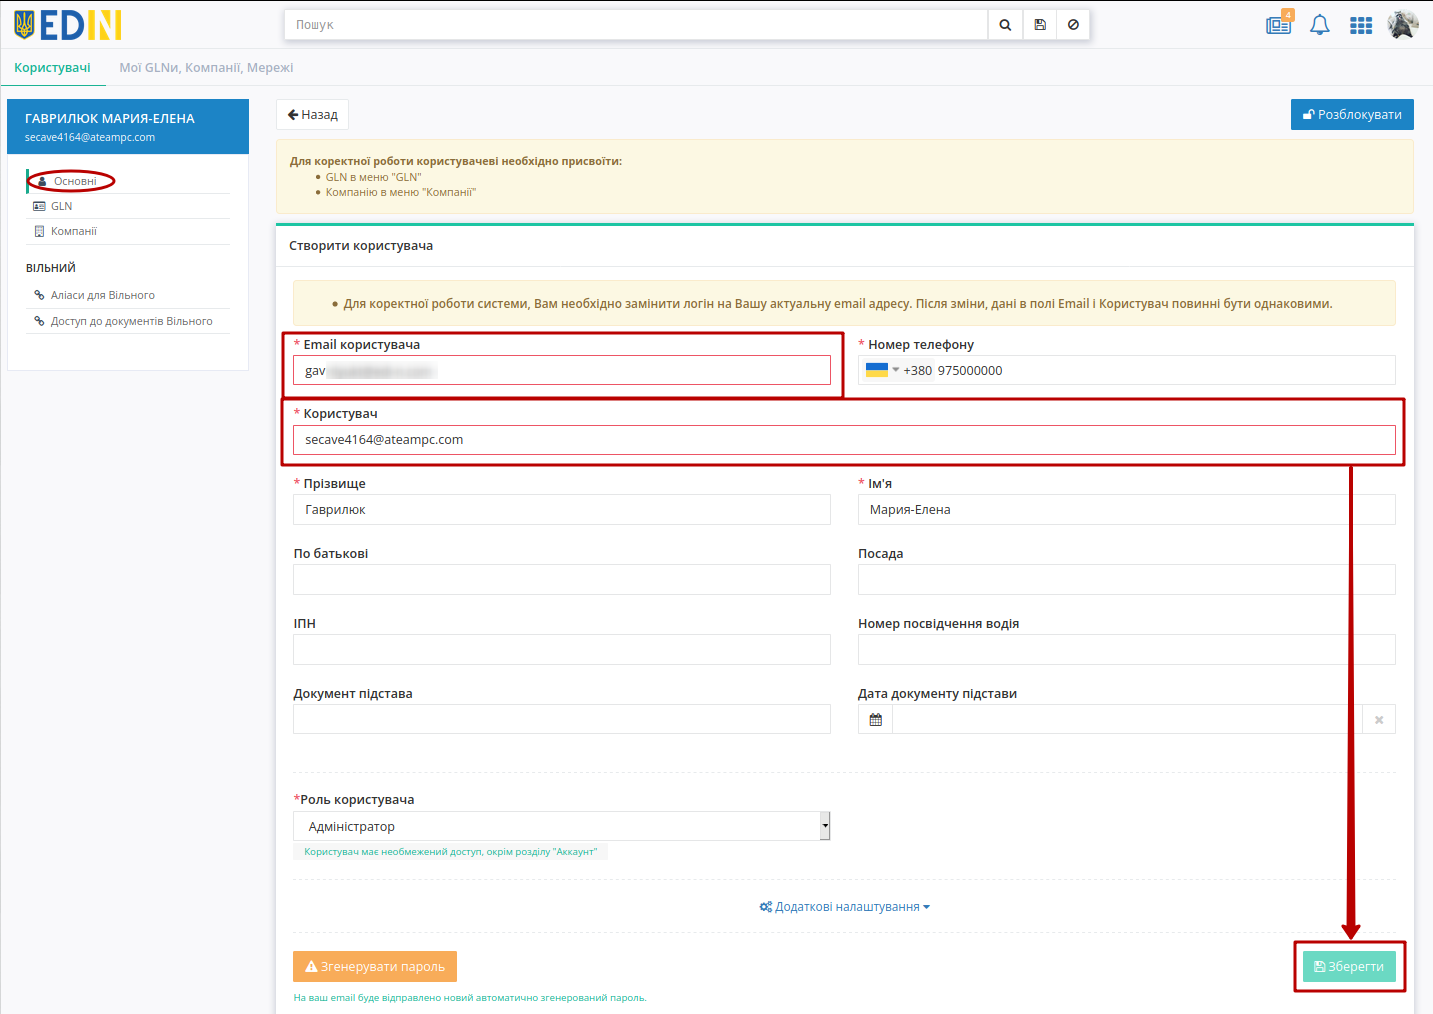 EDIN
Пошук
4
Користувачі
Мої GLNи, Компанії, Мережі
ГАВРИЛЮК МАРИЯ-ЕЛЕНА
secave4164@ateampc.com
Основні
GLN
Компанії
ВІЛЬНИЙ
Аліаси для Вільного
Доступ до документів Вільного
Назад
Розблокувати
Для коректної роботи користувачеві необхідно присвоїти:
GLN в меню "GLN"
Компанію в меню "Компанії"
Створити користувача
Для коректної роботи системи, Вам необхідно замінити логін на Вашу актуальну email адресу. Після зміни, дані в полі Email і Користувач повинні бути однаковими.
* Email користувача
gav
* Номер телефону
+380 975000000
* Користувач
secave4164@ateampc.com
* Прізвище
Гаврилюк
* Ім'я
Мария-Елена
По батькові
Посада
ІПН
Номер посвідчення водія
Документ підстава
Дата документу підстави
*Роль користувача
Адміністратор
Користувач має необмежений доступ, окрім розділу "Аккаунт"
Додаткові налаштування
Згенерувати пароль
Зберегти
На ваш email буде відправлено новий автоматично згенерований пароль.